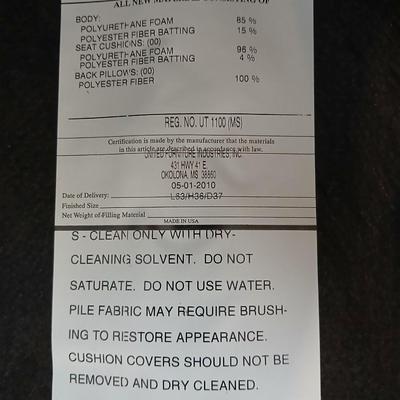 ALL NEW MATERIAL CONSISTING OF
BODY:
POLYURETHANE FOAM 85 %
POLYESTER FIBER BATTING 15 %
SEAT CUSHIONS: (00)
POLYURETHANE FOAM 96 %
POLYESTER FIBER BATTING 4 %
BACK PILLOWS: (00)
POLYESTER FIBER 100 %
REG. NO. UT 1100 (MS)
Certification is made by the manufacturer that the materials
in this article are described in accordance with law.
UNITED FURNITURE INDUSTRIES, INC.
431 HWY 41 E.
OKOLONA, MS 38860
Date of Delivery: 05-01-2010
Finished Size L63/H36/D37
Net Weight of Filling Material
MADE IN USA
S - CLEAN ONLY WITH DRY-
CLEANING SOLVENT. DO NOT
SATURATE. DO NOT USE WATER.
PILE FABRIC MAY REQUIRE BRUSH-
ING TO RESTORE APPEARANCE.
CUSHION COVERS SHOULD NOT BE
REMOVED AND DRY CLEANED.